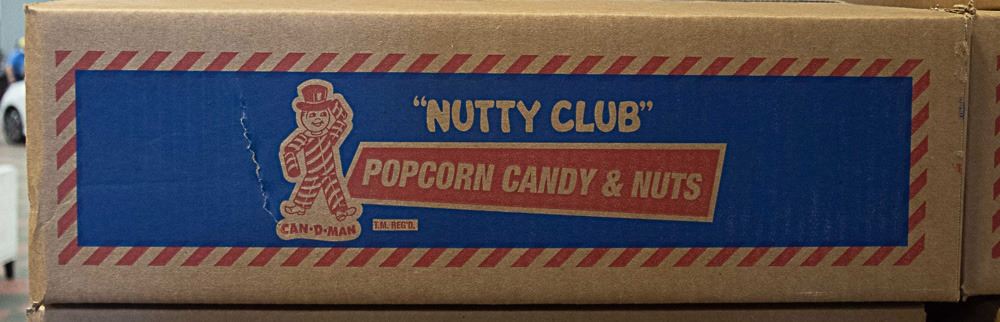 "NUTTY CLUB"
POPCORN CANDY & NUTS
CAN-D-MAN
T.M. REG'D.